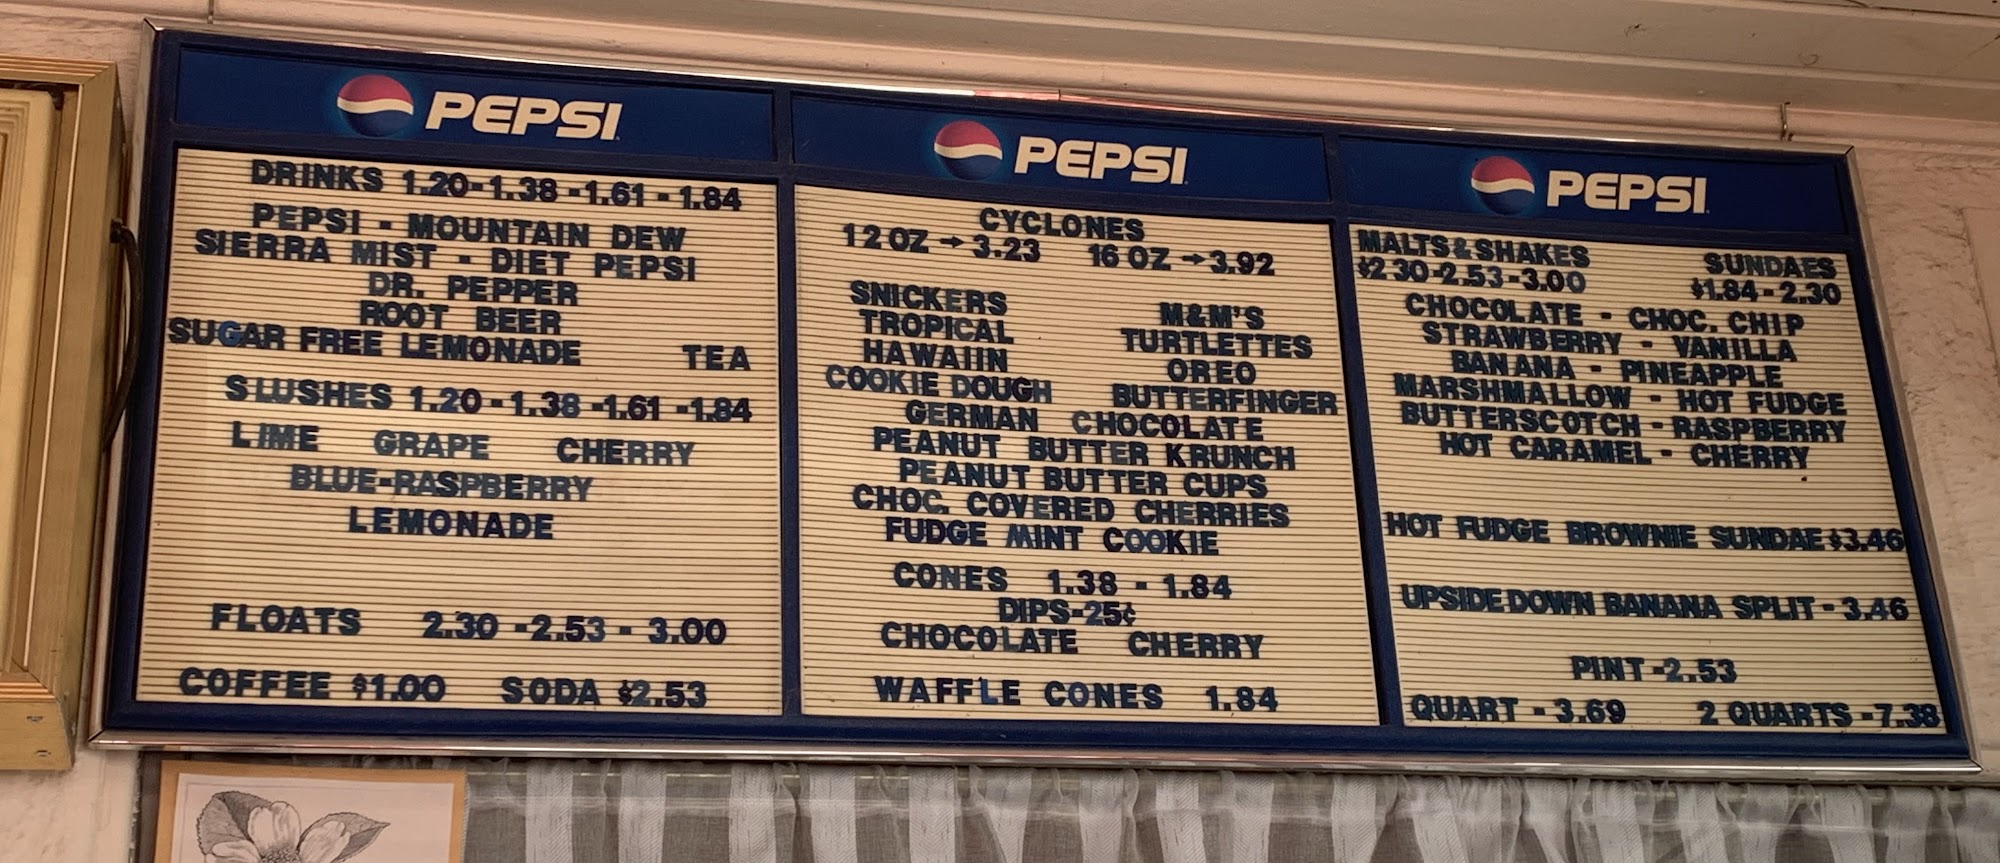 PEPSI
DRINKS 1.20-1.38-1.61-1.84
PEPSI - MOUNTAIN DEW
SIERRA MIST - DIET PEPSI
DR. PEPPER
ROOT BEER
SUGAR FREE LEMONADE TEA
SLUSHES 1.20-1.38-1.61-1.84
LIME GRAPE CHERRY
BLUE-RASPBERRY
LEMONADE
FLOATS 2.30-2.53-3.00
COFFEE $1.00 SODA $2.53
PEPSI
CYCLONES
12 OZ → 3.23 16 OZ → 3.92
SNICKERS M&M'S
TROPICAL TURTLETTES
HAWAIIN OREO
COOKIE DOUGH BUTTERFINGER
GERMAN CHOCOLATE
PEANUT BUTTER KRUNCH
PEANUT BUTTER CUPS
CHOC. COVERED CHERRIES
FUDGE MINT COOKIE
CONES 1.38 - 1.84
DIPS-25¢
CHOCOLATE CHERRY
WAFFLE CONES 1.84
PEPSI
MALTS & SHAKES SUNDAES
$2.30-2.53-3.00 $1.84-2.30
CHOCOLATE - CHOC. CHIP
STRAWBERRY - VANILLA
BANANA - PINEAPPLE
MARSHMALLOW - HOT FUDGE
BUTTERSCOTCH - RASPBERRY
HOT CARAMEL - CHERRY
HOT FUDGE BROWNIE SUNDAE $3.46
UPSIDE DOWN BANANA SPLIT - 3.46
PINT - 2.53
QUART - 3.69 2 QUARTS - 7.38